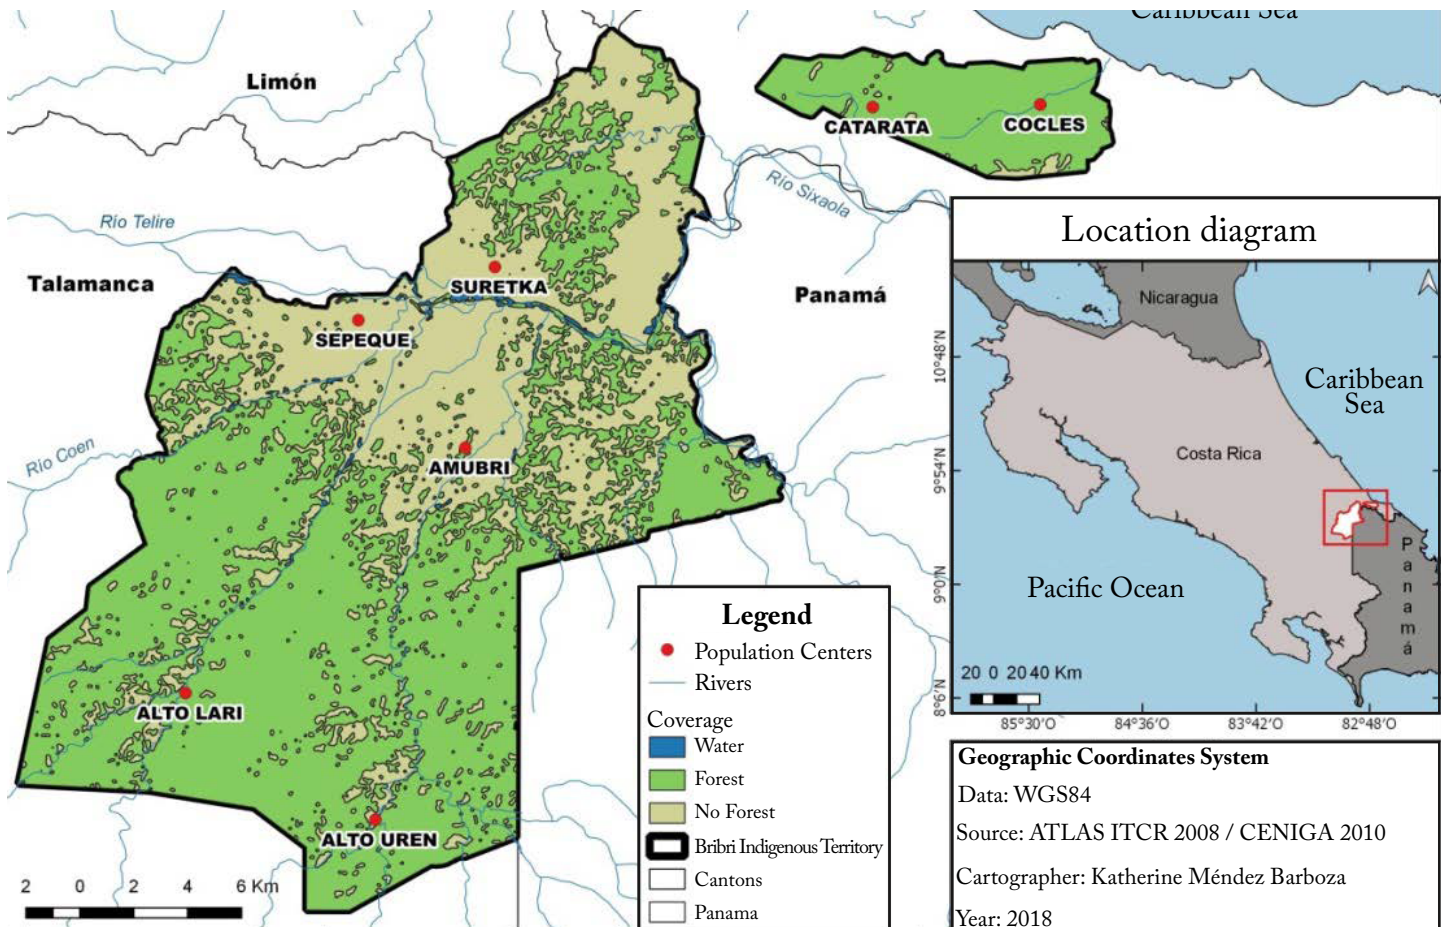 Caribbean Sea
Limón
CATARATA
COCLES
Río Sixaola
Río Telire
Talamanca
SURETKA
Panamá
SEPEQUE
Río Coen
AMUBRI
ALTO LARI
ALTO UREN
2 0 2 4 6 Km
Legend
Population Centers
Rivers
Coverage
Water
Forest
No Forest
Bribri Indigenous Territory
Cantons
Panama
Location diagram
Nicaragua
Caribbean
Sea
Costa Rica
Pacific Ocean
Panamá
20 0 20 40 Km
10°48'N
9°54'N
9°0'N
8°6'N
85°30'O
84°36'O
83°42'O
82°48'O
Geographic Coordinates System
Data: WGS84
Source: ATLAS ITCR 2008 / CENIGA 2010
Cartographer: Katherine Méndez Barboza
Year: 2018